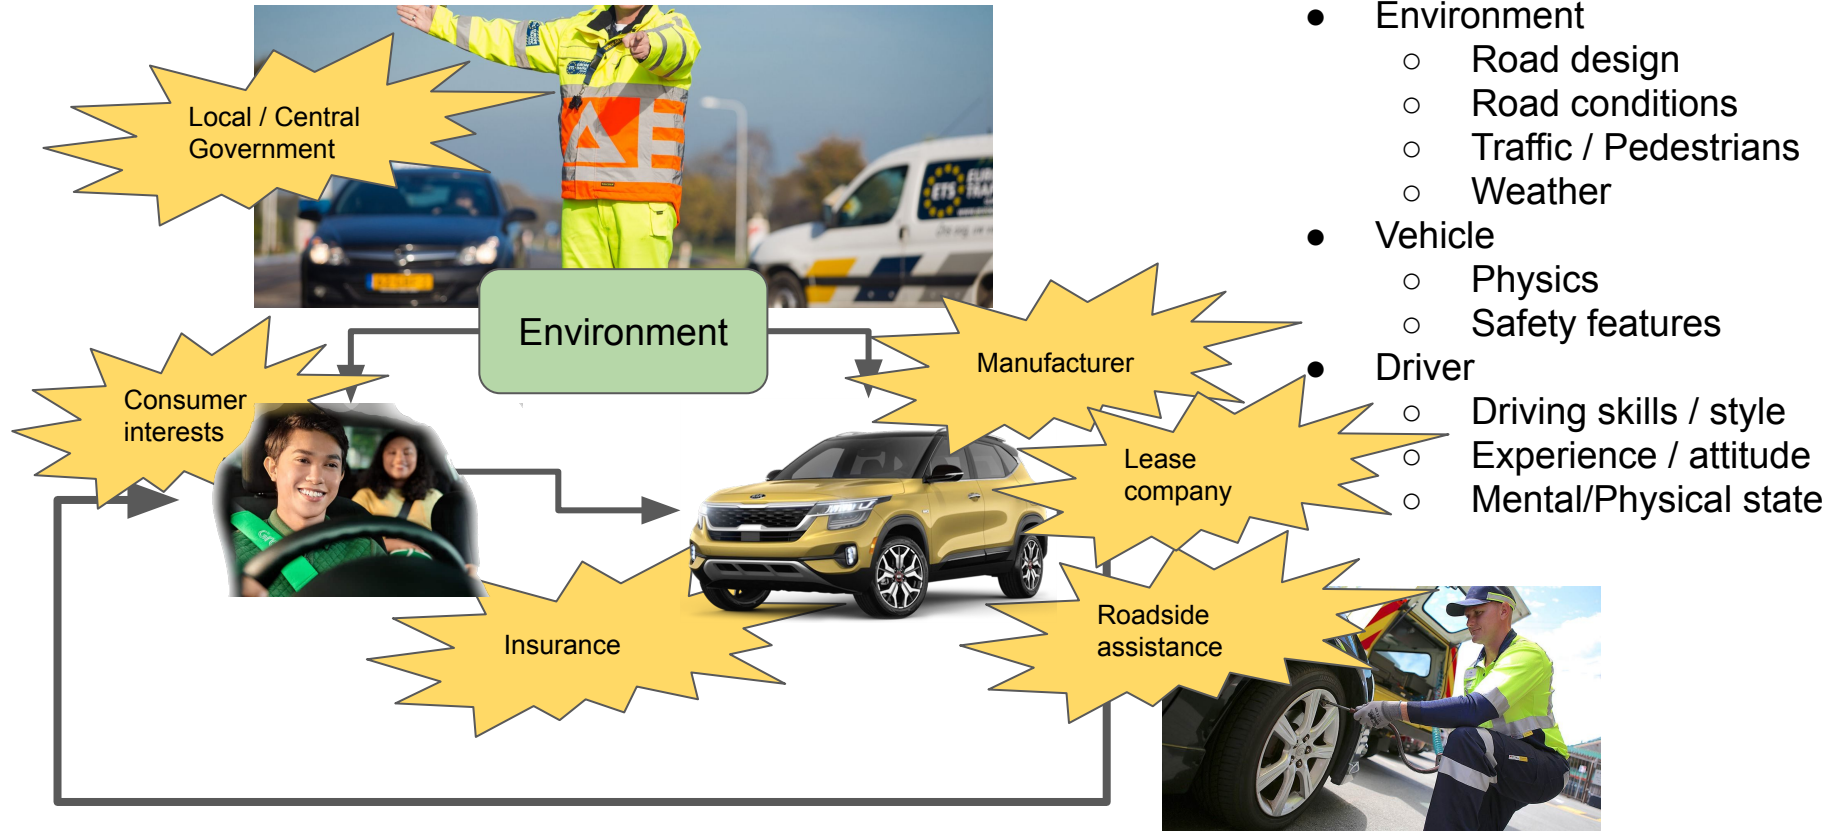 Local / Central
Government
ETS
Environment
Consumer
interests
Manufacturer
Lease
company
Insurance
Roadside
assistance
● Environment
○ Road design
○ Road conditions
○ Traffic / Pedestrians
○ Weather
● Vehicle
○ Physics
○ Safety features
● Driver
○ Driving skills / style
○ Experience / attitude
○ Mental/Physical state